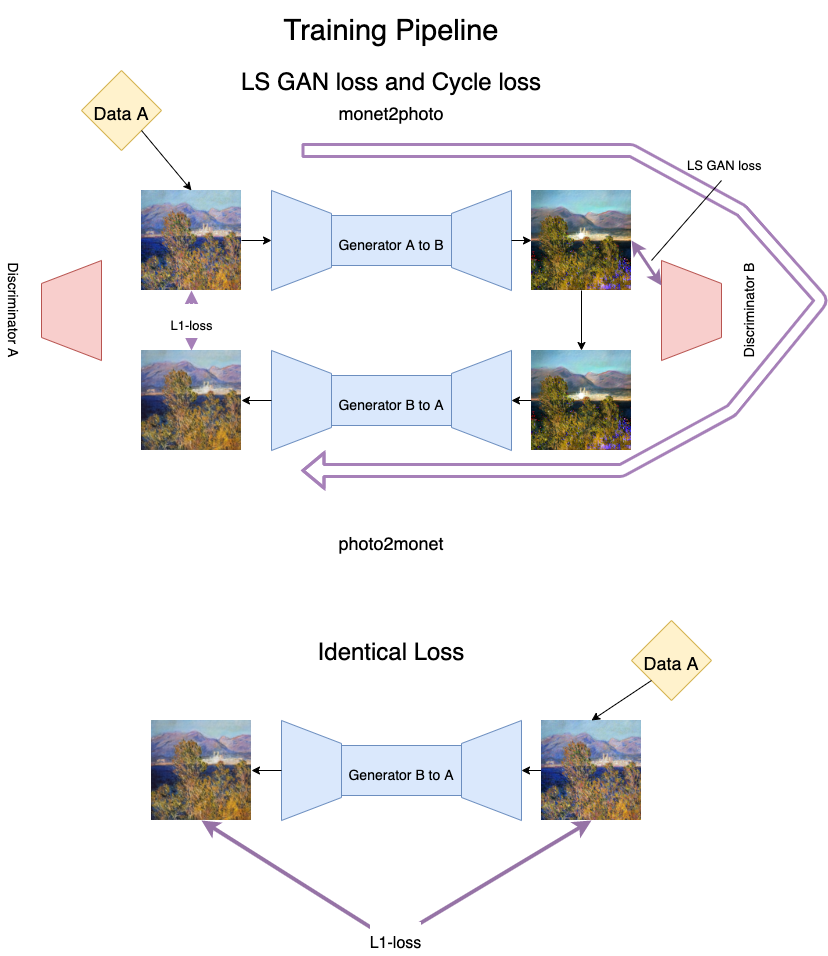 Training Pipeline
LS GAN loss and Cycle loss
monet2photo
Data A
LS GAN loss
Generator A to B
Discriminator A
Discriminator B
L1-loss
Generator B to A
photo2monet
Identical Loss
Data A
Generator B to A
L1-loss